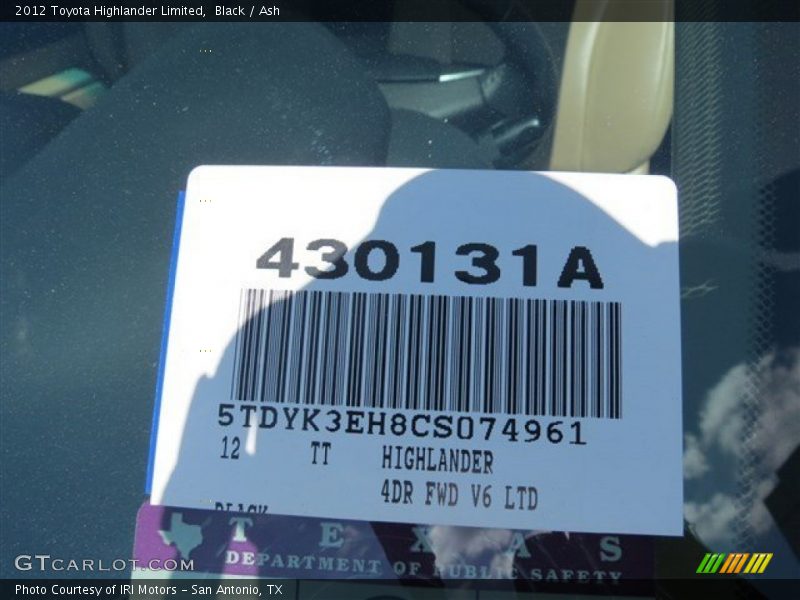 2012 Toyota Highlander Limited, Black / Ash
430131A
5TDYK3EH8CS074961
12 TT HIGHLANDER
4DR FWD V6 LTD
BLACK
TEXAS
DEPARTMENT OF PUBLIC SAFETY
GTCARLOT.COM
Photo Courtesy of IRI Motors - San Antonio, TX